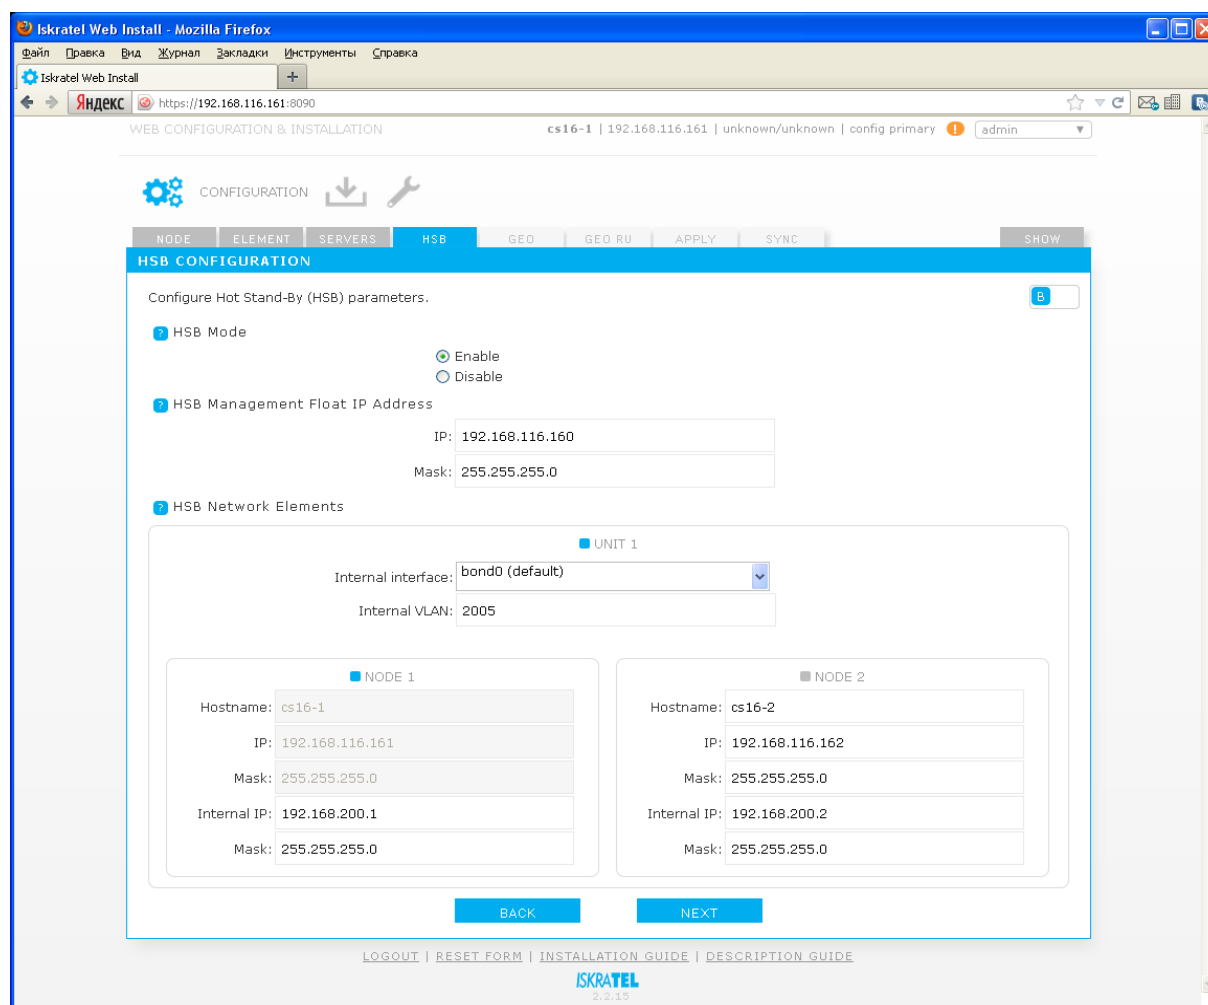 Iskratel Web Install - Mozilla Firefox
Файл Правка Вид Журнал Закладки Инструменты Справка
Iskratel Web Install
Яндекс https://192.168.116.161:8090
WEB CONFIGURATION & INSTALLATION cs16-1 | 192.168.116.161 | unknown/unknown | config primary ! admin
CONFIGURATION
NODE ELEMENT SERVERS HSB GEO GEO RU APPLY SYNC SHOW
HSB CONFIGURATION
Configure Hot Stand-By (HSB) parameters. B
? HSB Mode
Enable
Disable
? HSB Management Float IP Address
IP: 192.168.116.160
Mask: 255.255.255.0
? HSB Network Elements
UNIT 1
Internal interface: bond0 (default)
Internal VLAN: 2005
NODE 1
Hostname: cs16-1
IP: 192.168.116.161
Mask: 255.255.255.0
Internal IP: 192.168.200.1
Mask: 255.255.255.0
NODE 2
Hostname: cs16-2
IP: 192.168.116.162
Mask: 255.255.255.0
Internal IP: 192.168.200.2
Mask: 255.255.255.0
BACK NEXT
LOGOUT | RESET FORM | INSTALLATION GUIDE | DESCRIPTION GUIDE
ISKRATEL
2.2.15